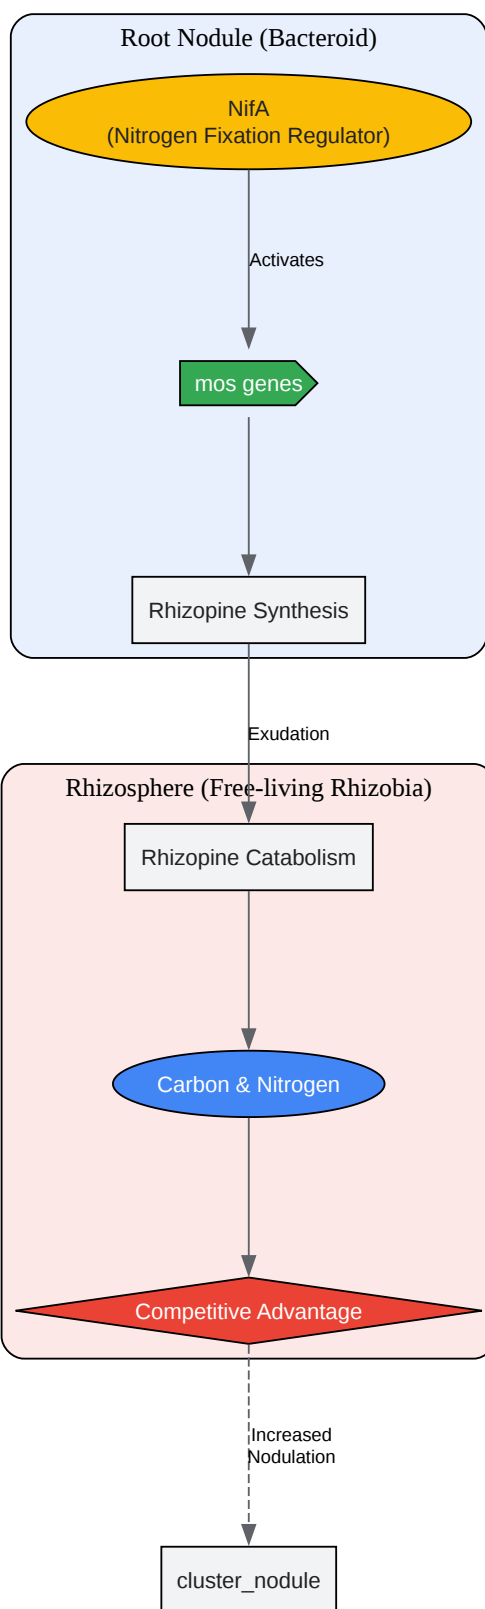 Root Nodule (Bacteroid)
NifA
(Nitrogen Fixation Regulator)
Activates
mos genes
Rhizopine Synthesis
Exudation
Rhizosphere (Free-living Rhizobia)
Rhizopine Catabolism
Carbon & Nitrogen
Competitive Advantage
Increased
Nodulation
cluster_nodule